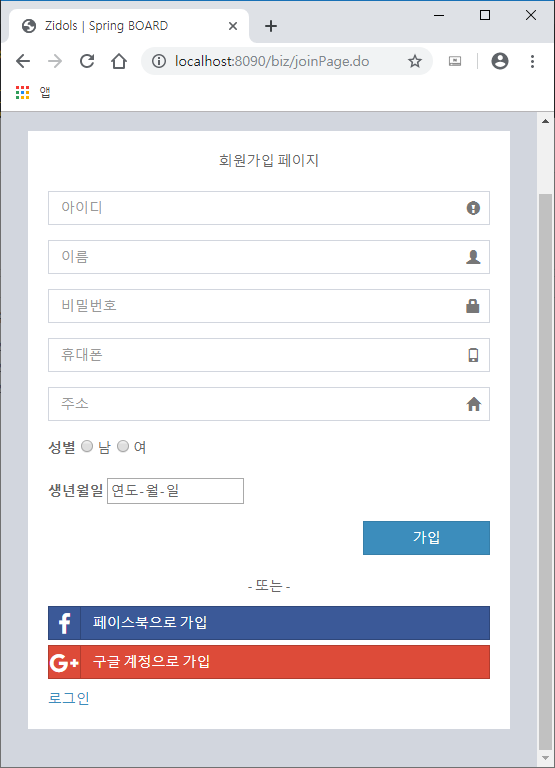 Zidols | Spring BOARD
localhost:8090/biz/joinPage.do
앱
회원가입 페이지
아이디
이름
비밀번호
휴대폰
주소
성별 남 여
생년월일 연도-월-일
가입
- 또는 -
f 페이스북으로 가입
G+ 구글 계정으로 가입
로그인